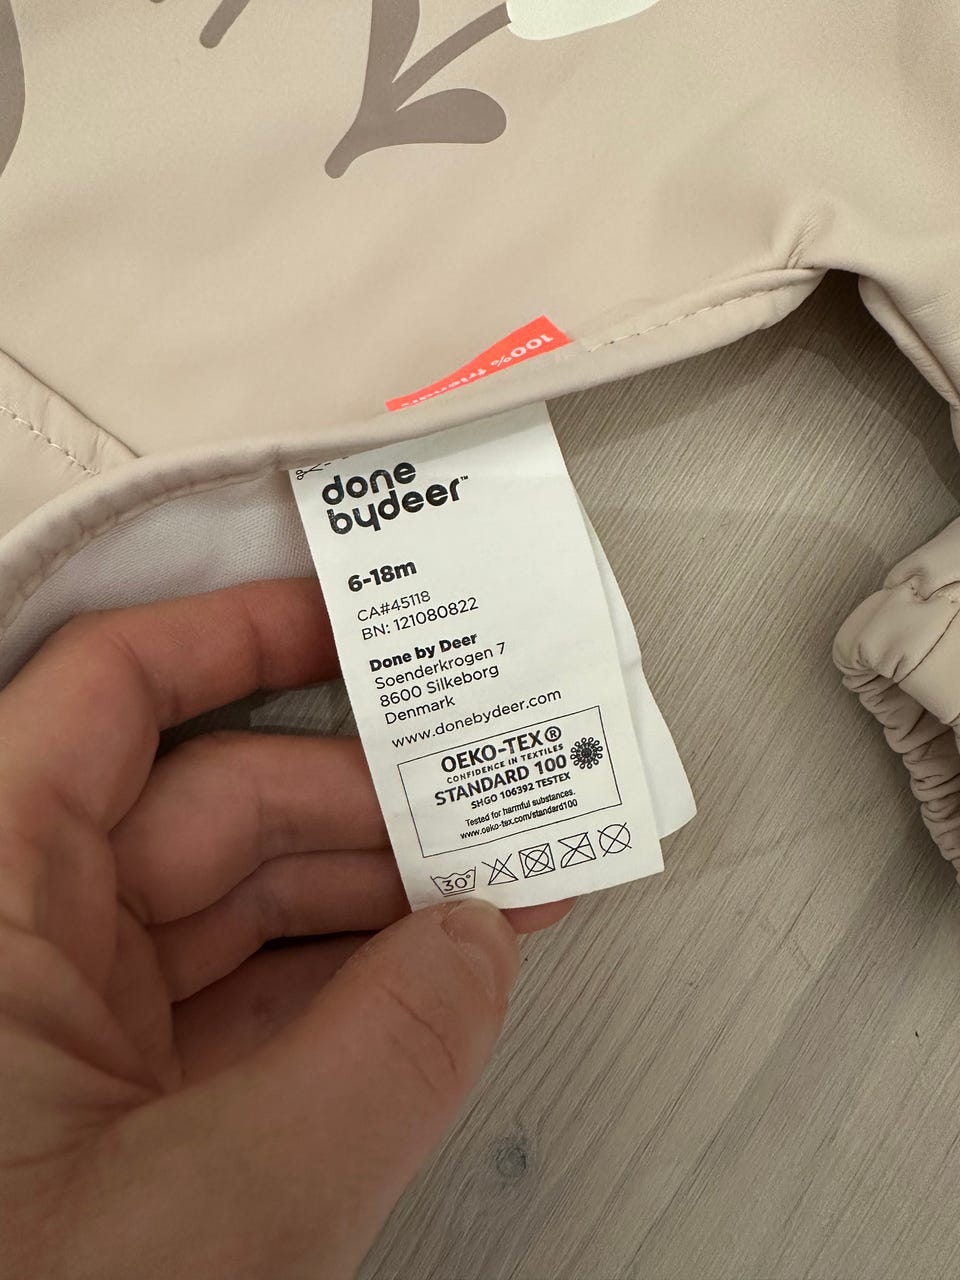 100%
done
bydeer™
6-18m
CA#45118
BN: 121080822
Done by Deer
Soenderkrogen 7
8600 Silkeborg
Denmark
www.donebydeer.com
OEKO-TEX®
CONFIDENCE IN TEXTILES
STANDARD 100
SHGO 106392 TESTEX
Tested for harmful substances.
www.oeko-tex.com/standard100
30°